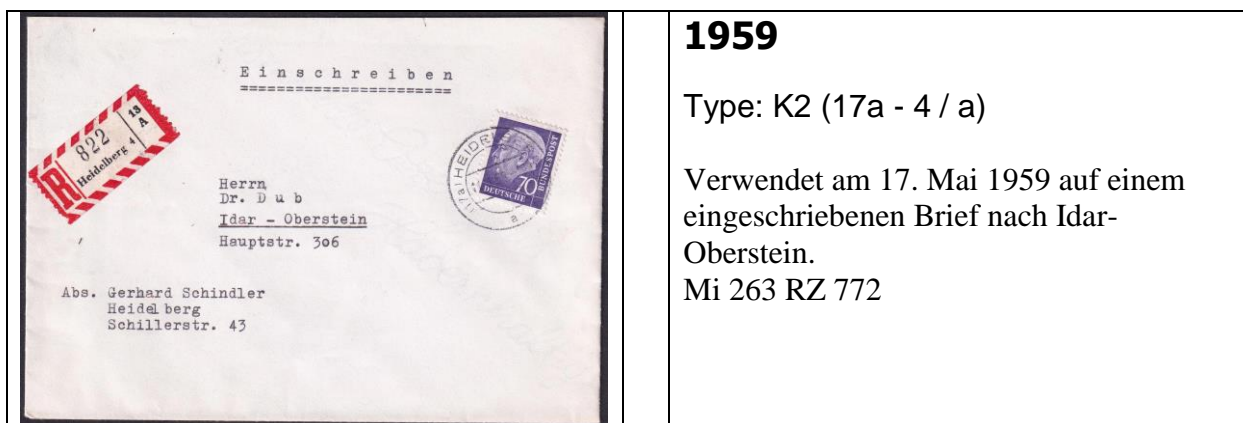 Einschreiben
13
A
822
Heidelberg 4
R
(17a) HEIDE
a
70
DEUTSCHE
BUNDESPOST
Herrn
Dr. D u b
Idar - Oberstein
Hauptstr. 306
Abs. Gerhard Schindler
Heidelberg
Schillerstr. 43
1959
Type: K2 (17a - 4 / a)
Verwendet am 17. Mai 1959 auf einem
eingeschriebenen Brief nach Idar-
Oberstein.
Mi 263 RZ 772